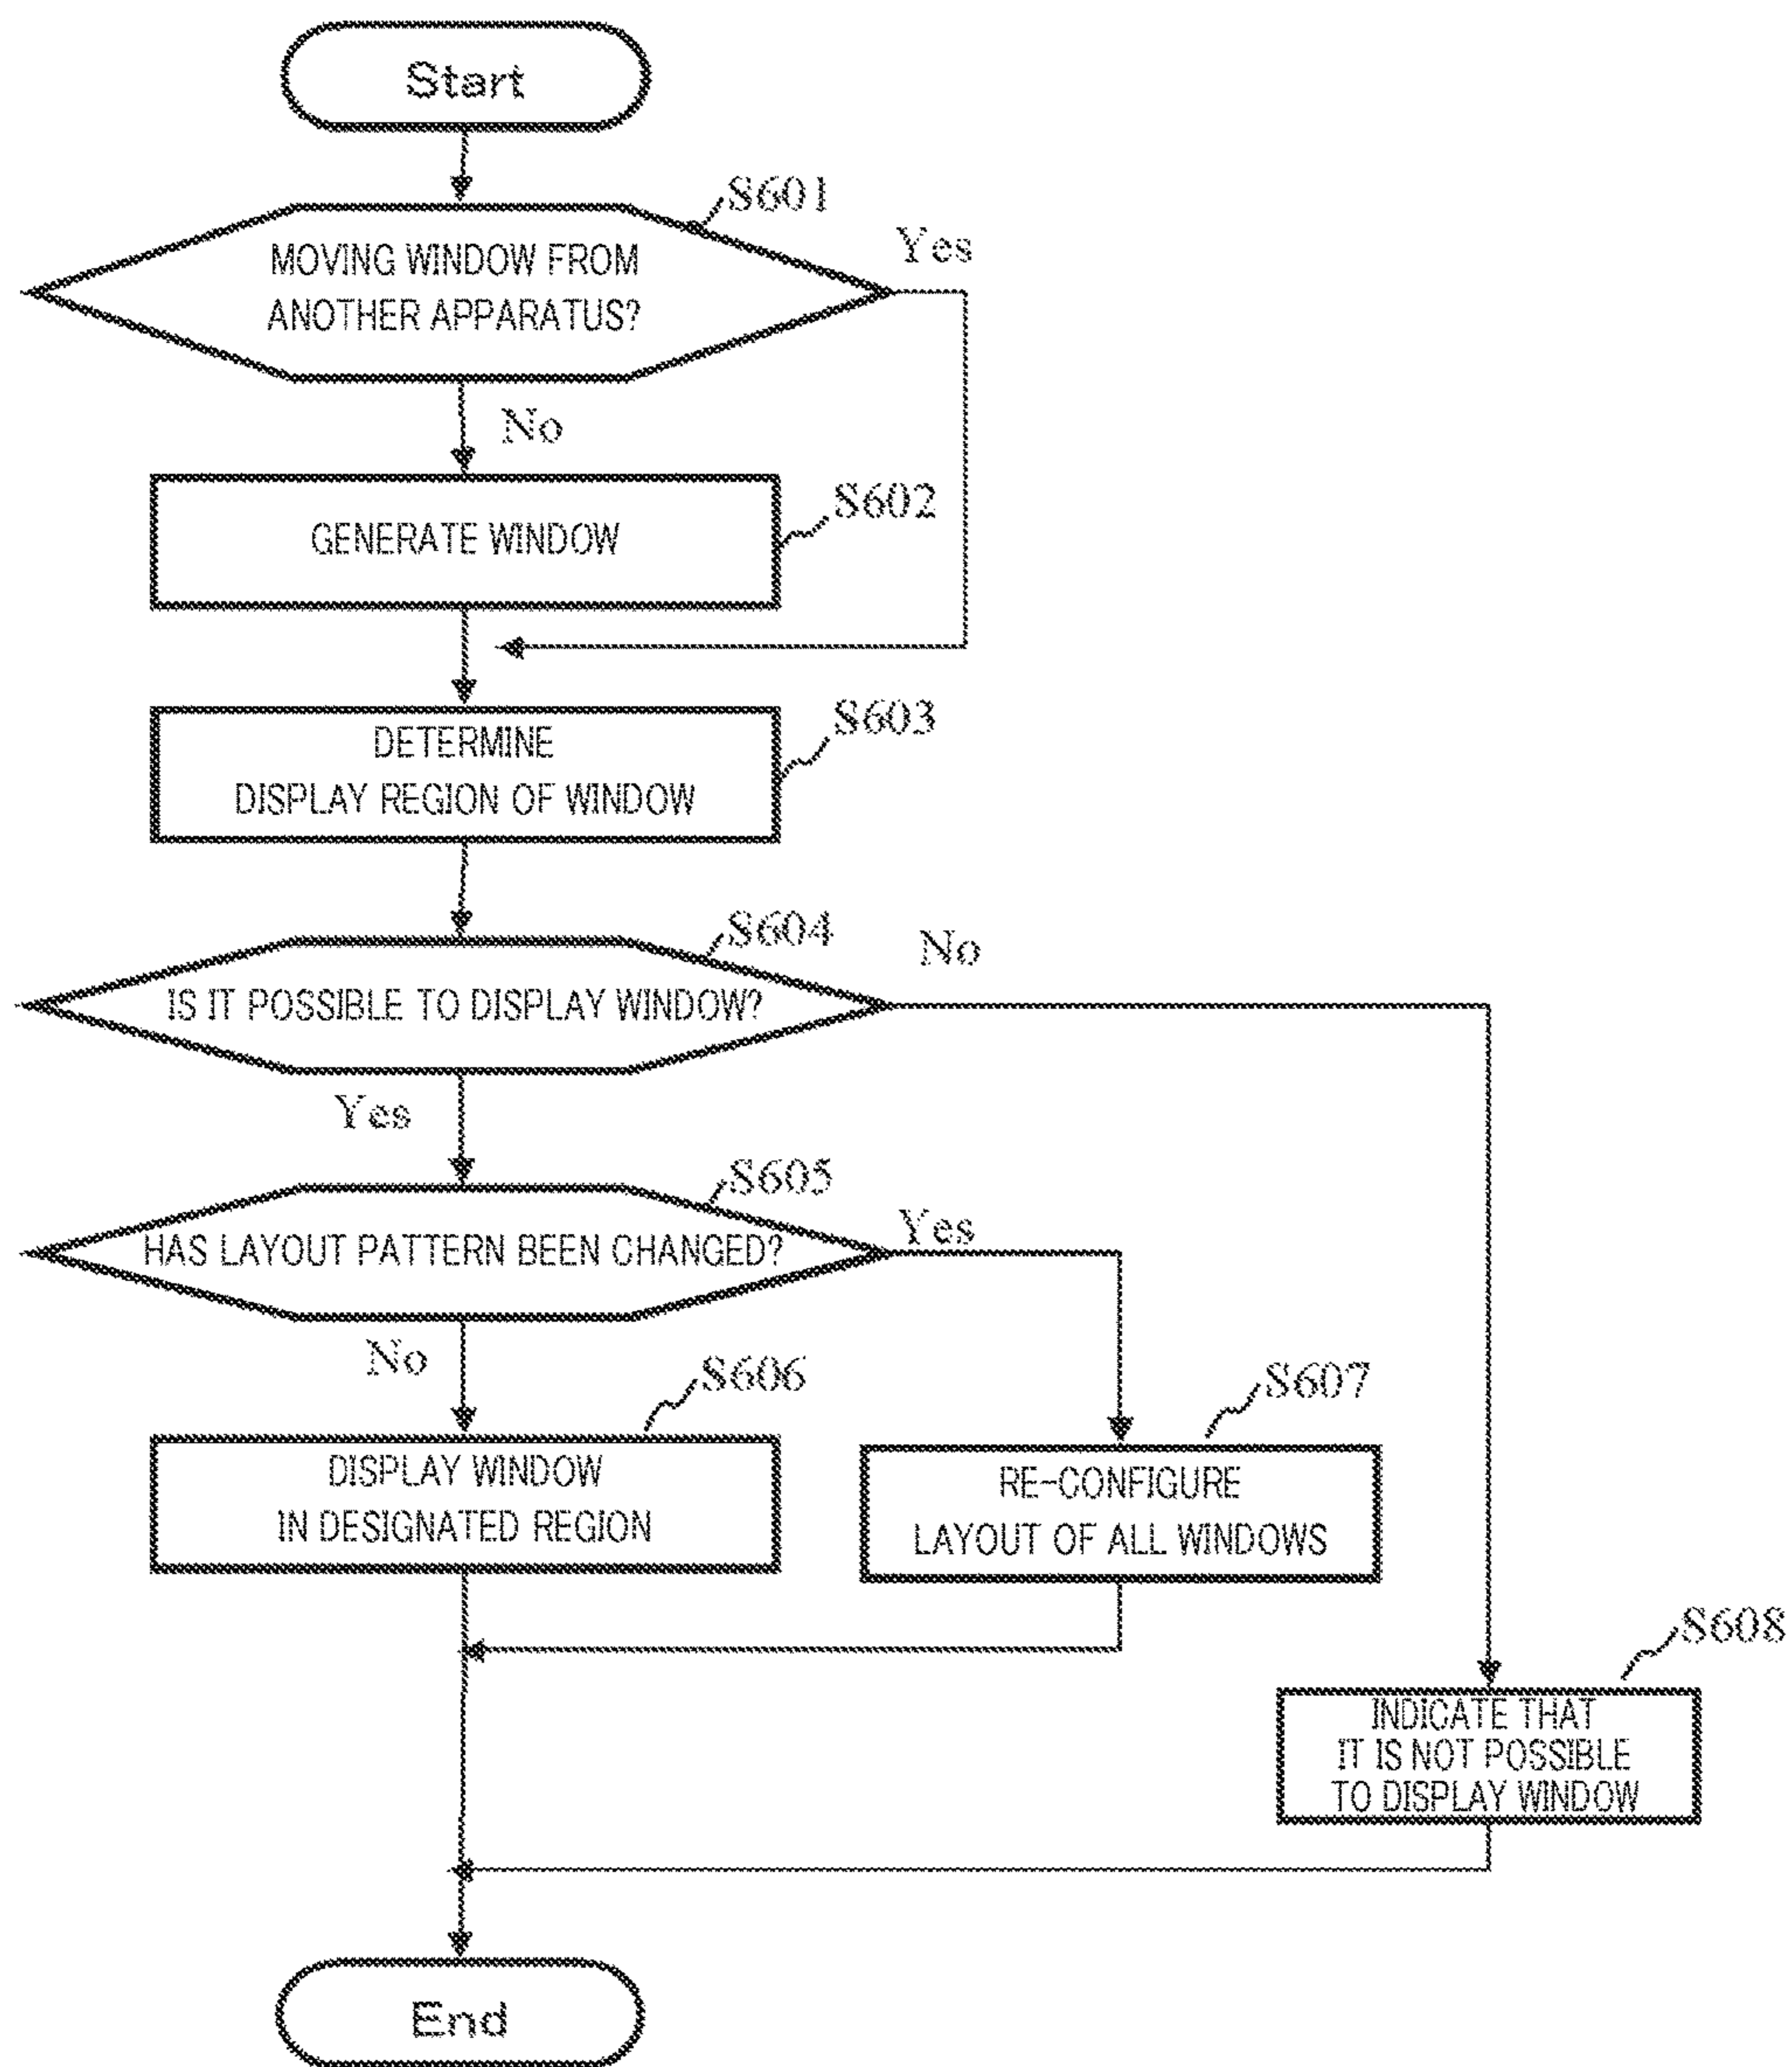 Start
S601
MOVING WINDOW FROM
ANOTHER APPARATUS?
Yes
No
S602
GENERATE WINDOW
S603
DETERMINE
DISPLAY REGION OF WINDOW
S604
No
IS IT POSSIBLE TO DISPLAY WINDOW?
Yes
S605
HAS LAYOUT PATTERN BEEN CHANGED?
Yes
No
S606
DISPLAY WINDOW
IN DESIGNATED REGION
S607
RE-CONFIGURE
LAYOUT OF ALL WINDOWS
S608
INDICATE THAT
IT IS NOT POSSIBLE
TO DISPLAY WINDOW
End